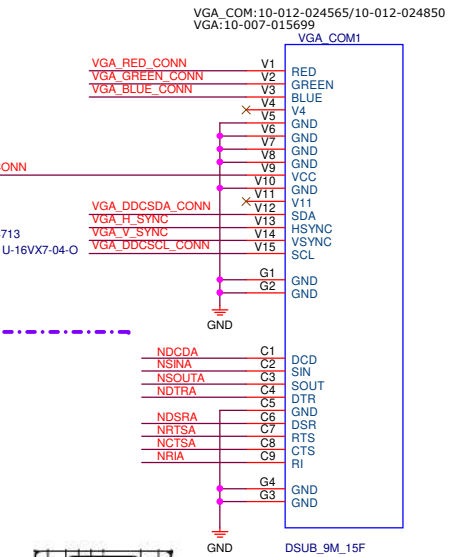 VGA_COM:10-012-024565/10-012-024850
VGA:10-007-015699
VGA_COM1
VGA_RED_CONN V1 RED
VGA_GREEN_CONN V2 GREEN
VGA_BLUE_CONN V3 BLUE
V4 V4
V5 GND
V6 GND
V7 GND
V8 GND
ONN V9 VCC
V10 GND
V11 V11
VGA_DDCSDA_CONN V12 SDA
VGA_H_SYNC V13 HSYNC
VGA_V_SYNC V14 VSYNC
VGA_DDCSCL_CONN V15 SCL
713
U-16VX7-04-O
G1 GND
G2 GND
GND
NDCDA C1 DCD
NSINA C2 SIN
NSOUTA C3 SOUT
NDTRA C4 DTR
C5 GND
NDSRA C6 DSR
NRTSA C7 RTS
NCTSA C8 CTS
NRIA C9 RI
G4 GND
G3 GND
GND
DSUB_9M_15F